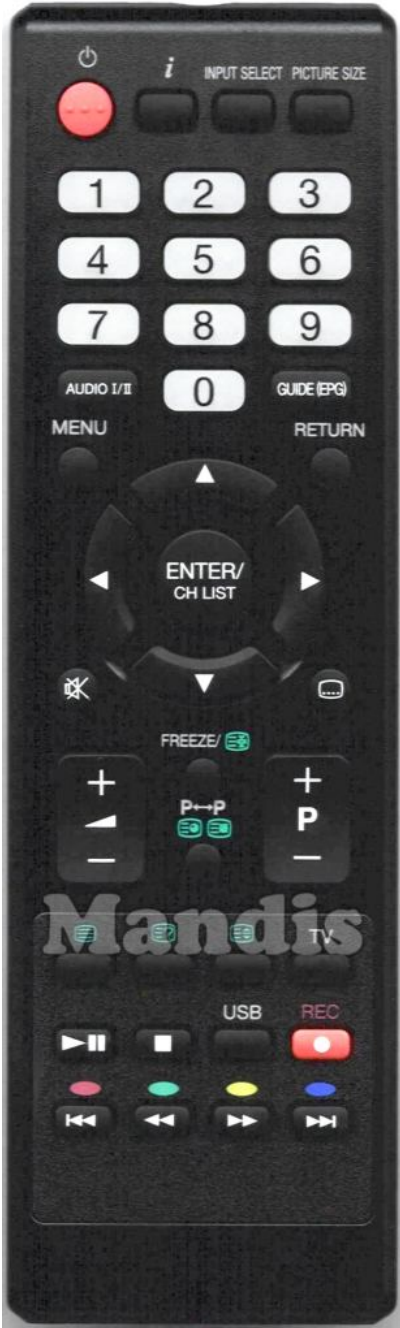 i INPUT SELECT PICTURE SIZE
1 2 3
4 5 6
7 8 9
AUDIO I/II 0 GUIDE (EPG)
MENU RETURN
ENTER/
CH LIST
FREEZE/
+ +
P↔P
P
− −
Mandis
TV
USB REC